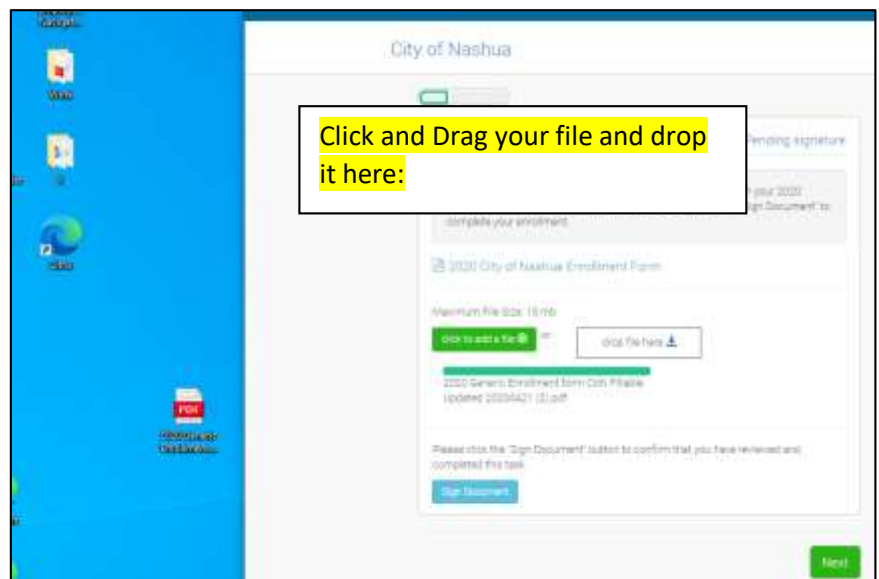 City of Nashua
Click and Drag your file and drop
it here:
Pending signature
your 2020
Sign Document" to
complete your enrollment.
2020 City of Nashua Enrollment Form
Maximum File Size: 10 mb
click to add a file or drop file here
2020 Generic Enrollment form Fillable
Updated 20200421 (2).pdf
Please click the "Sign Document" button to confirm that you have reviewed and
completed this task
Sign Document
PDF
Next